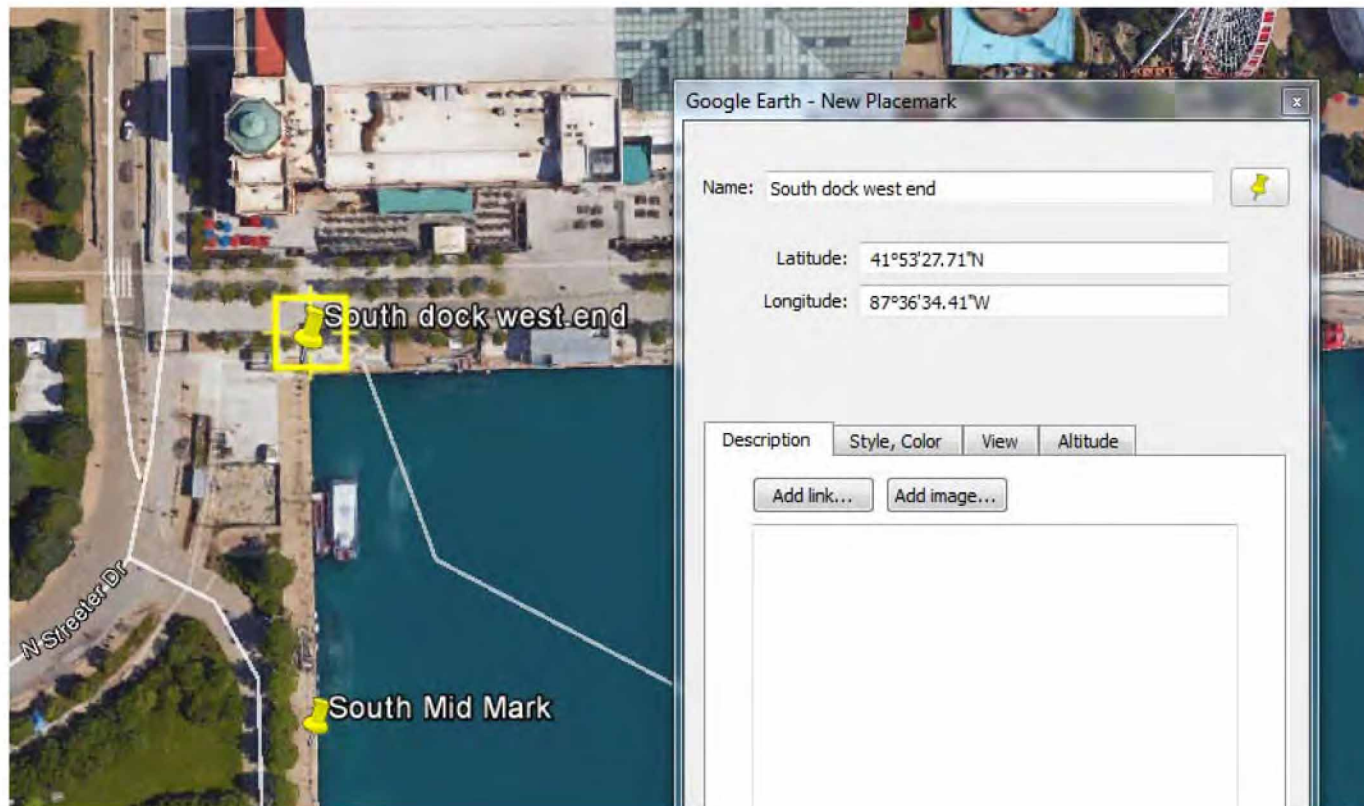 Google Earth - New Placemark
x
Name: South dock west end
Latitude: 41°53'27.71"N
Longitude: 87°36'34.41"W
South dock west end
Description Style, Color View Altitude
Add link... Add image...
N Streeter Dr
South Mid Mark